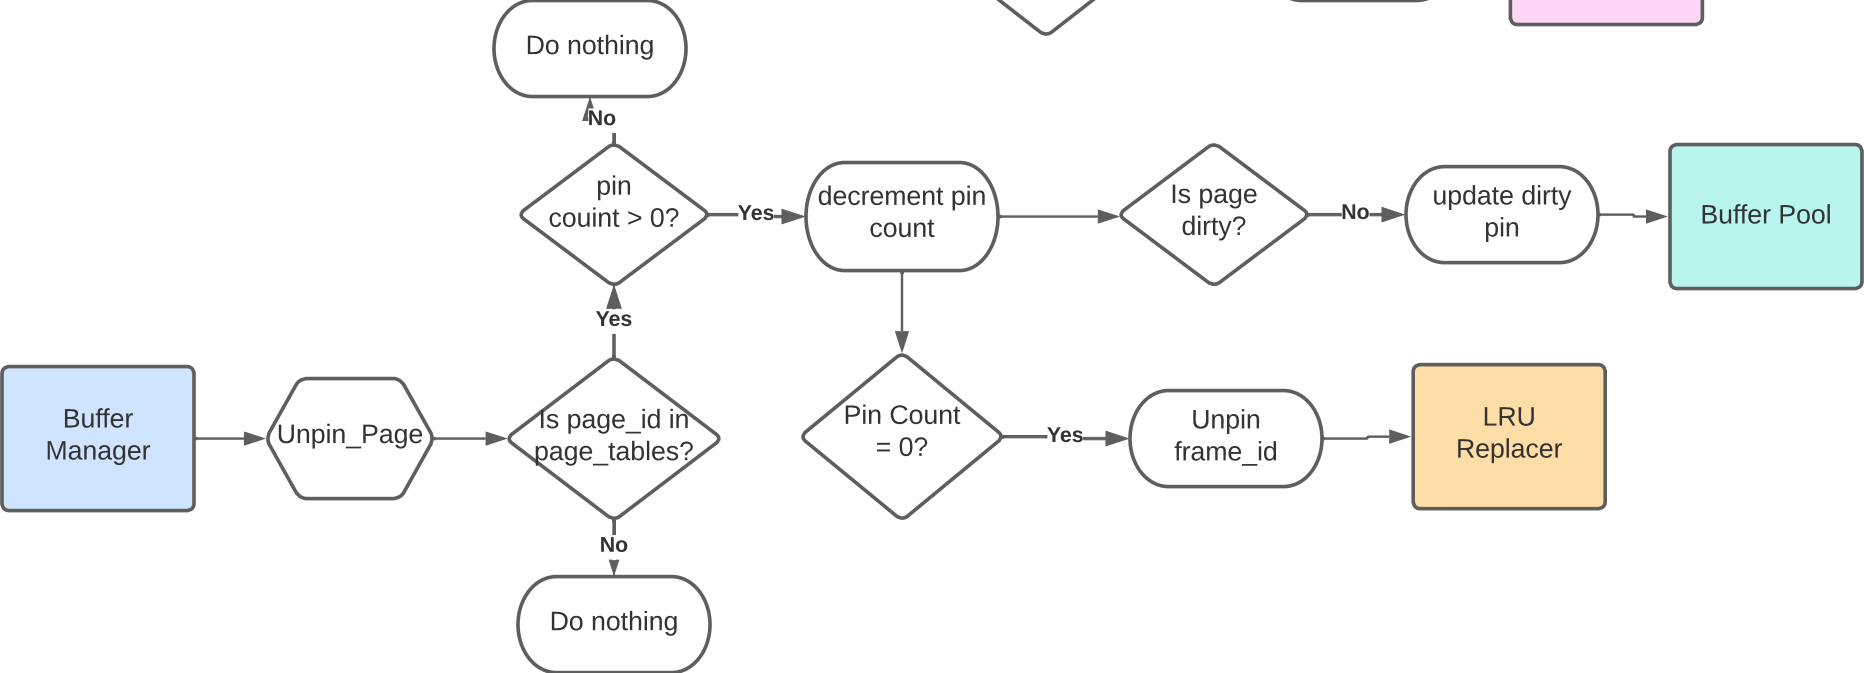 Do nothing
No
pin
couint > 0?
Yes
decrement pin
count
Is page
dirty?
No
update dirty
pin
Buffer Pool
Yes
Buffer
Manager
Unpin_Page
Is page_id in
page_tables?
Pin Count
= 0?
Yes
Unpin
frame_id
LRU
Replacer
No
Do nothing